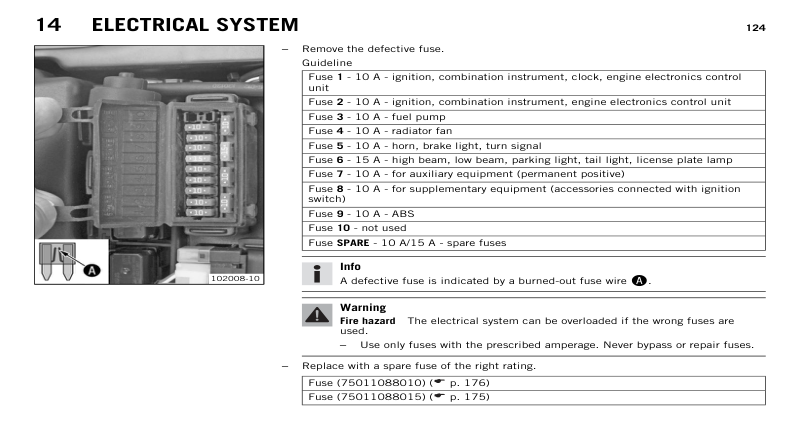 14 ELECTRICAL SYSTEM 124
– Remove the defective fuse.
Guideline
Fuse 1 - 10 A - ignition, combination instrument, clock, engine electronics control
unit
Fuse 2 - 10 A - ignition, combination instrument, engine electronics control unit
Fuse 3 - 10 A - fuel pump
Fuse 4 - 10 A - radiator fan
Fuse 5 - 10 A - horn, brake light, turn signal
Fuse 6 - 15 A - high beam, low beam, parking light, tail light, license plate lamp
Fuse 7 - 10 A - for auxiliary equipment (permanent positive)
Fuse 8 - 10 A - for supplementary equipment (accessories connected with ignition
switch)
Fuse 9 - 10 A - ABS
Fuse 10 - not used
Fuse SPARE - 10 A/15 A - spare fuses
A
102008-10
Info
A defective fuse is indicated by a burned-out fuse wire A.
Warning
Fire hazard The electrical system can be overloaded if the wrong fuses are
used.
– Use only fuses with the prescribed amperage. Never bypass or repair fuses.
– Replace with a spare fuse of the right rating.
Fuse (75011088010) (☛ p. 176)
Fuse (75011088015) (☛ p. 175)